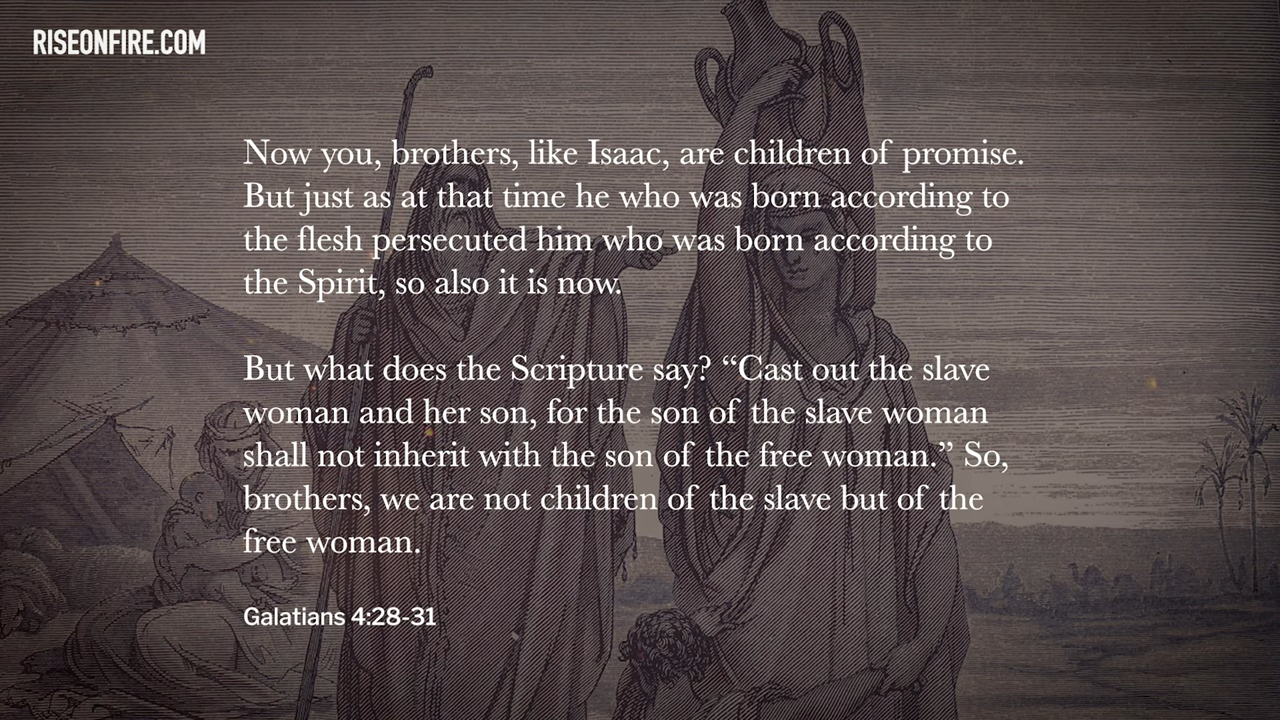 RISEONFIRE.COM
Now you, brothers, like Isaac, are children of promise.
But just as at that time he who was born according to
the flesh persecuted him who was born according to
the Spirit, so also it is now.
But what does the Scripture say? “Cast out the slave
woman and her son, for the son of the slave woman
shall not inherit with the son of the free woman.” So,
brothers, we are not children of the slave but of the
free woman.
Galatians 4:28-31